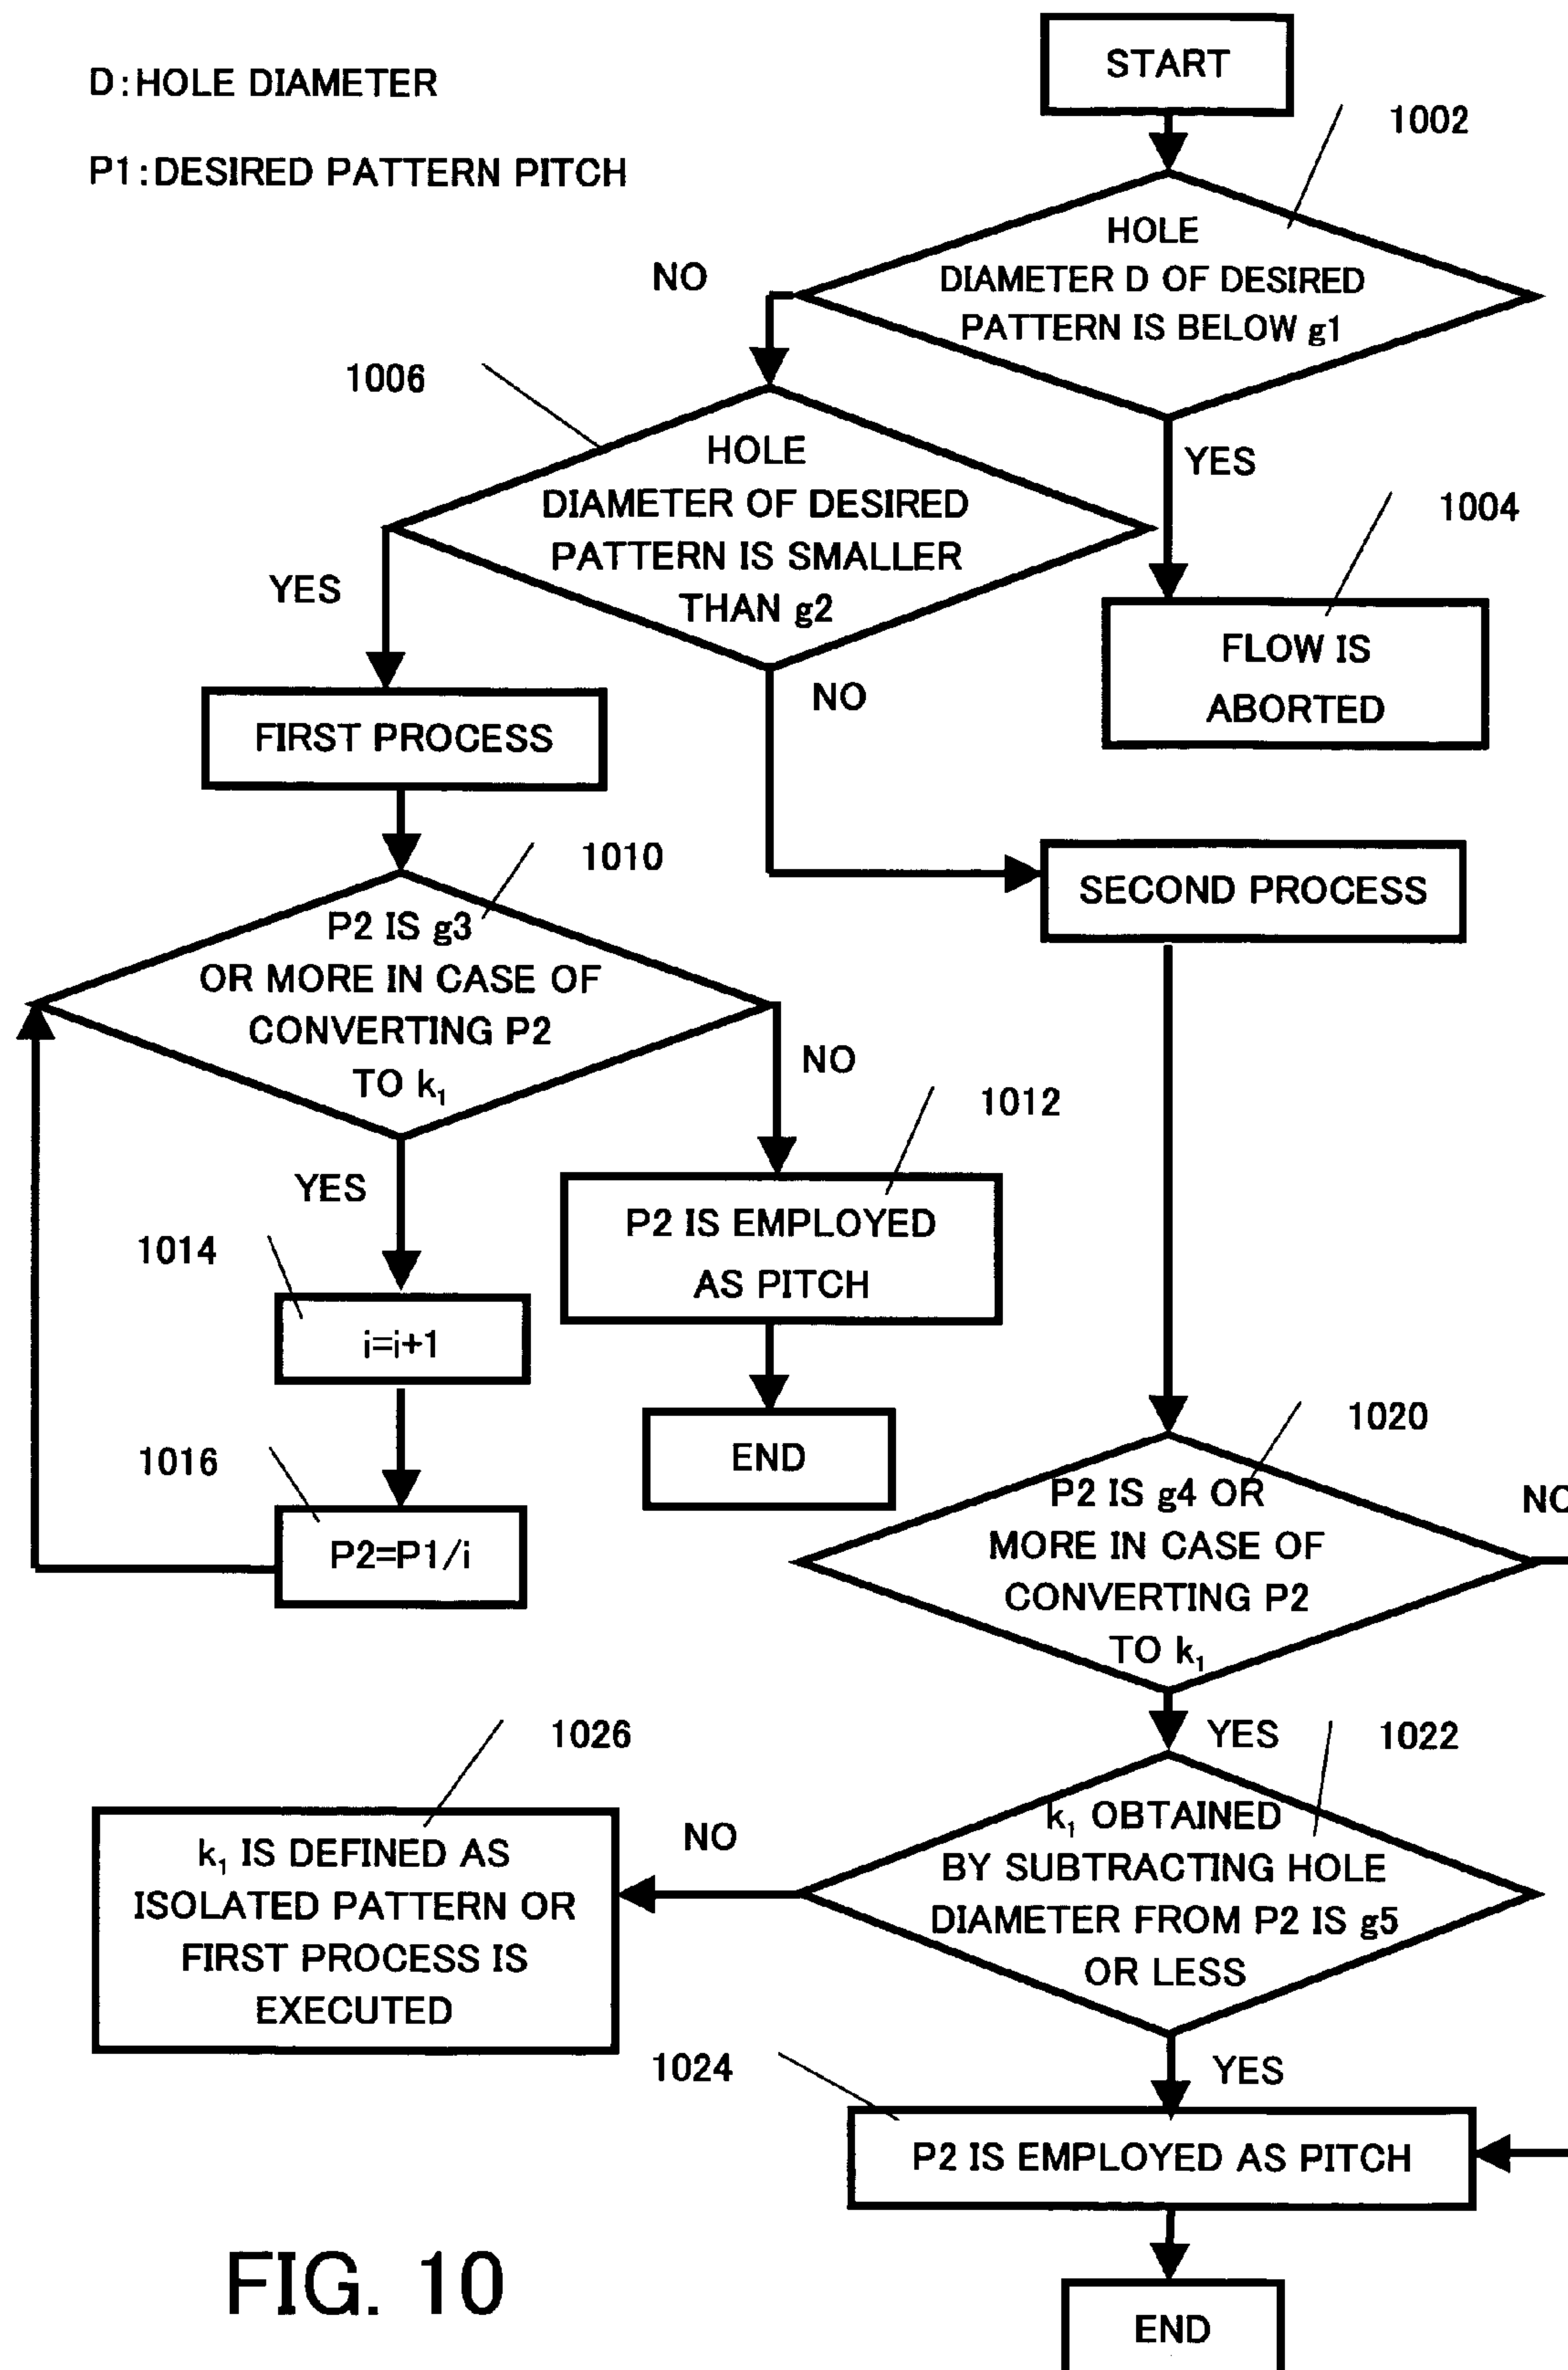 D:HOLE DIAMETER
P1:DESIRED PATTERN PITCH
START
1002
HOLE
DIAMETER D OF DESIRED
PATTERN IS BELOW g1
NO
YES
1006
HOLE
DIAMETER OF DESIRED
PATTERN IS SMALLER
THAN g2
1004
FLOW IS
ABORTED
YES
NO
FIRST PROCESS
SECOND PROCESS
1010
P2 IS g3
OR MORE IN CASE OF
CONVERTING P2
TO k₁
NO
YES
1012
P2 IS EMPLOYED
AS PITCH
END
1014
i=i+1
1016
P2=P1/i
1020
P2 IS g4 OR
MORE IN CASE OF
CONVERTING P2
TO k₁
NO
YES
1022
k₁ OBTAINED
BY SUBTRACTING HOLE
DIAMETER FROM P2 IS g5
OR LESS
NO
1026
k₁ IS DEFINED AS
ISOLATED PATTERN OR
FIRST PROCESS IS
EXECUTED
YES
1024
P2 IS EMPLOYED AS PITCH
END
FIG. 10